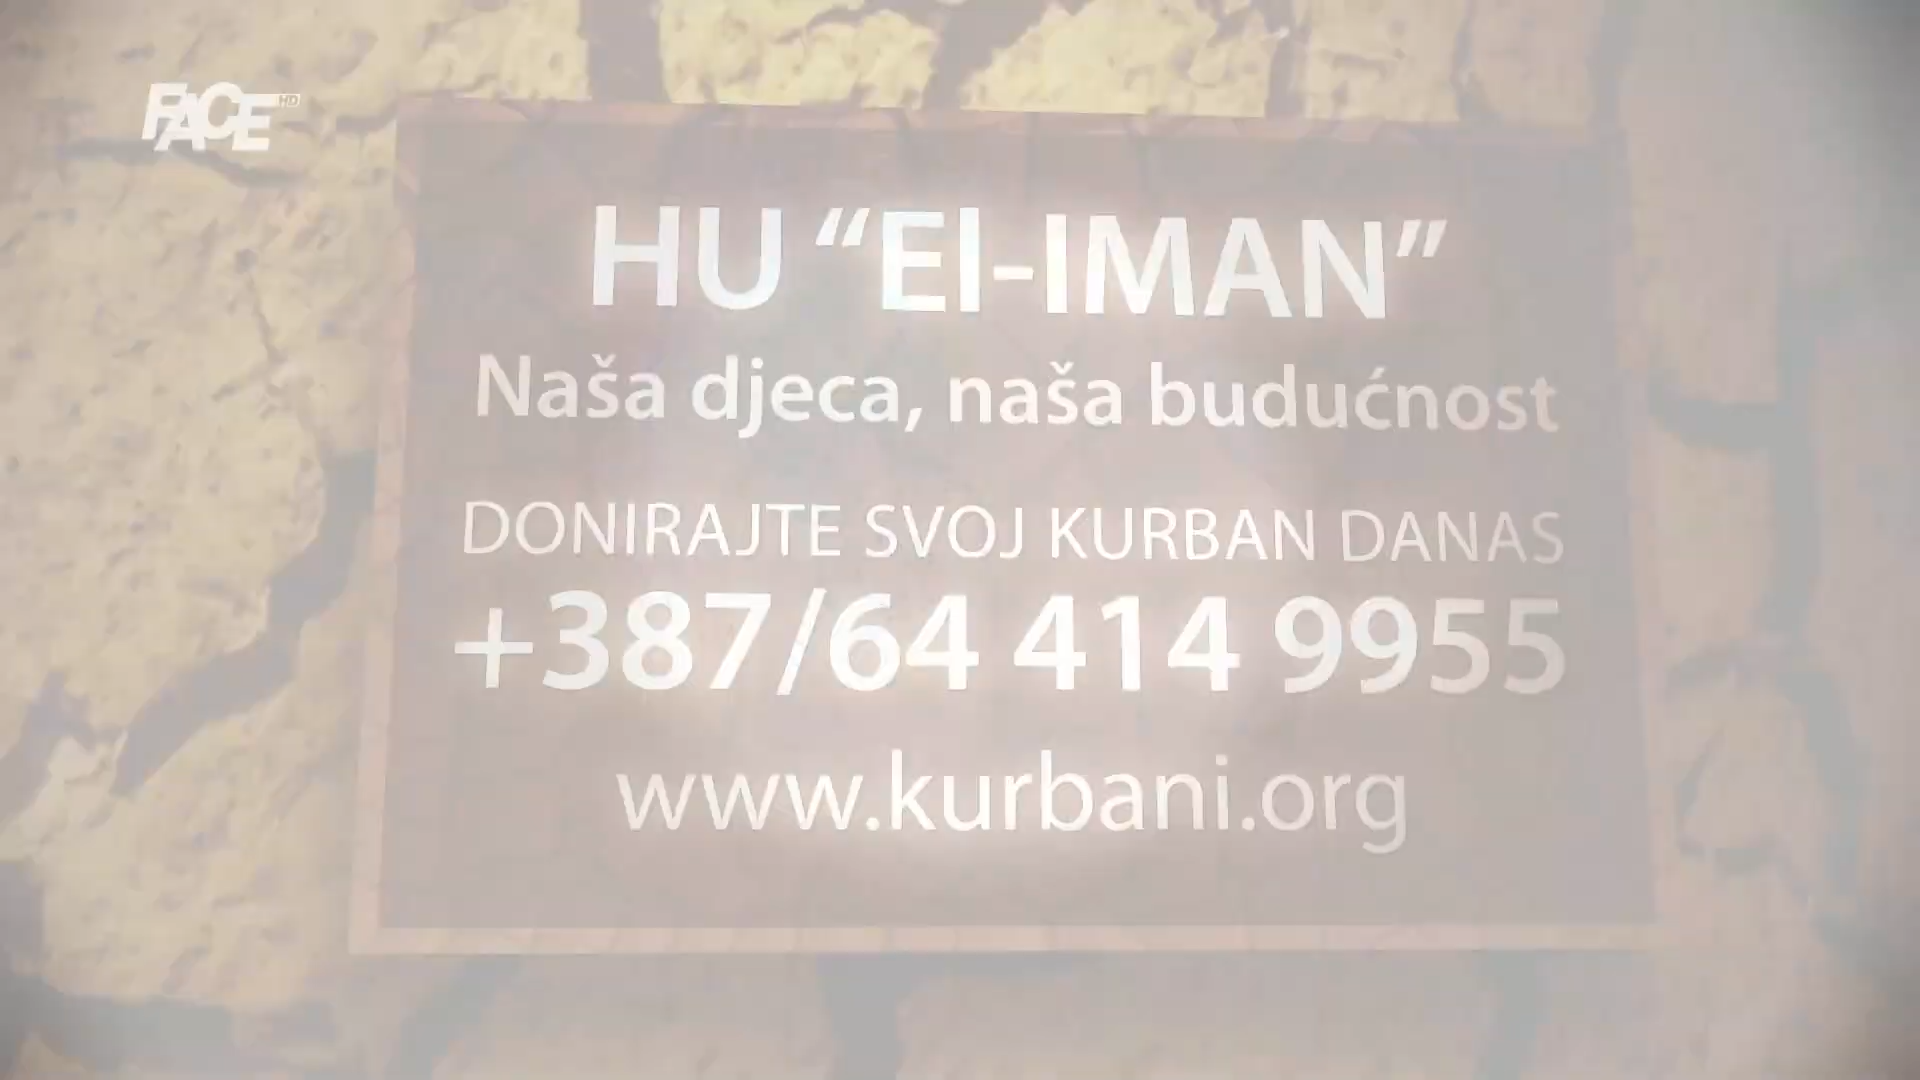 FACE HD
HU “El-IMAN”
Naša djeca, naša budućnost
DONIRAJTE SVOJ KURBAN DANAS
+387/64 414 9955
www.kurbani.org